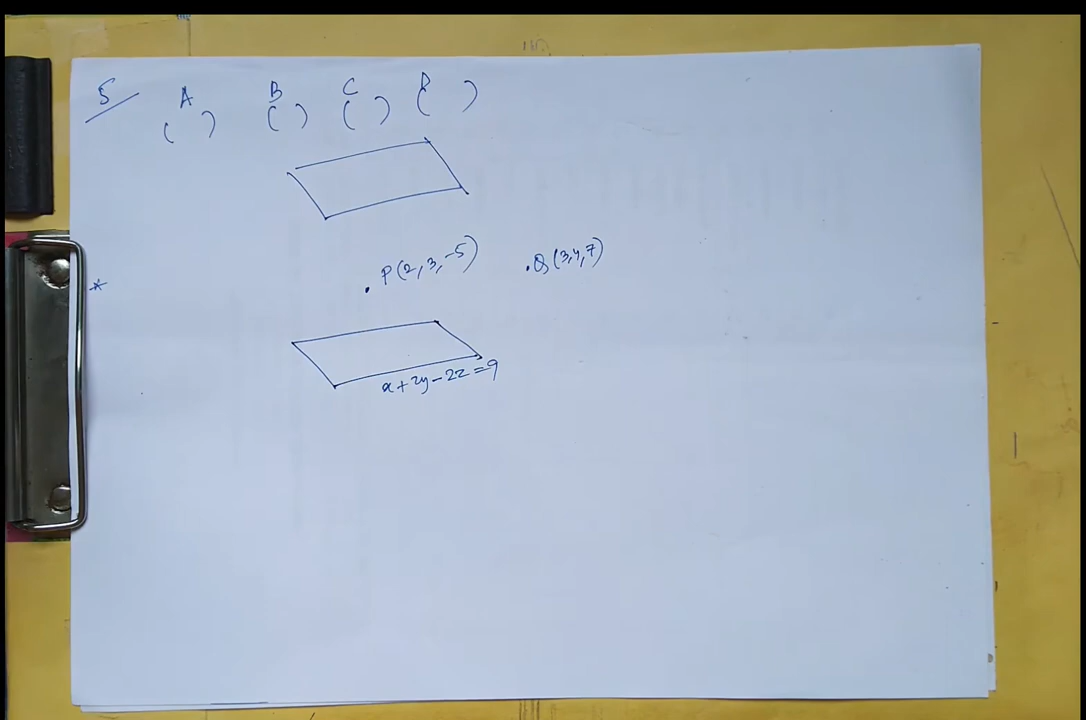 5 A B C D
( ) ( ) ( ) ( )
* .P(2,3,-5) .Q(3,4,7)
x+2y-2z=9